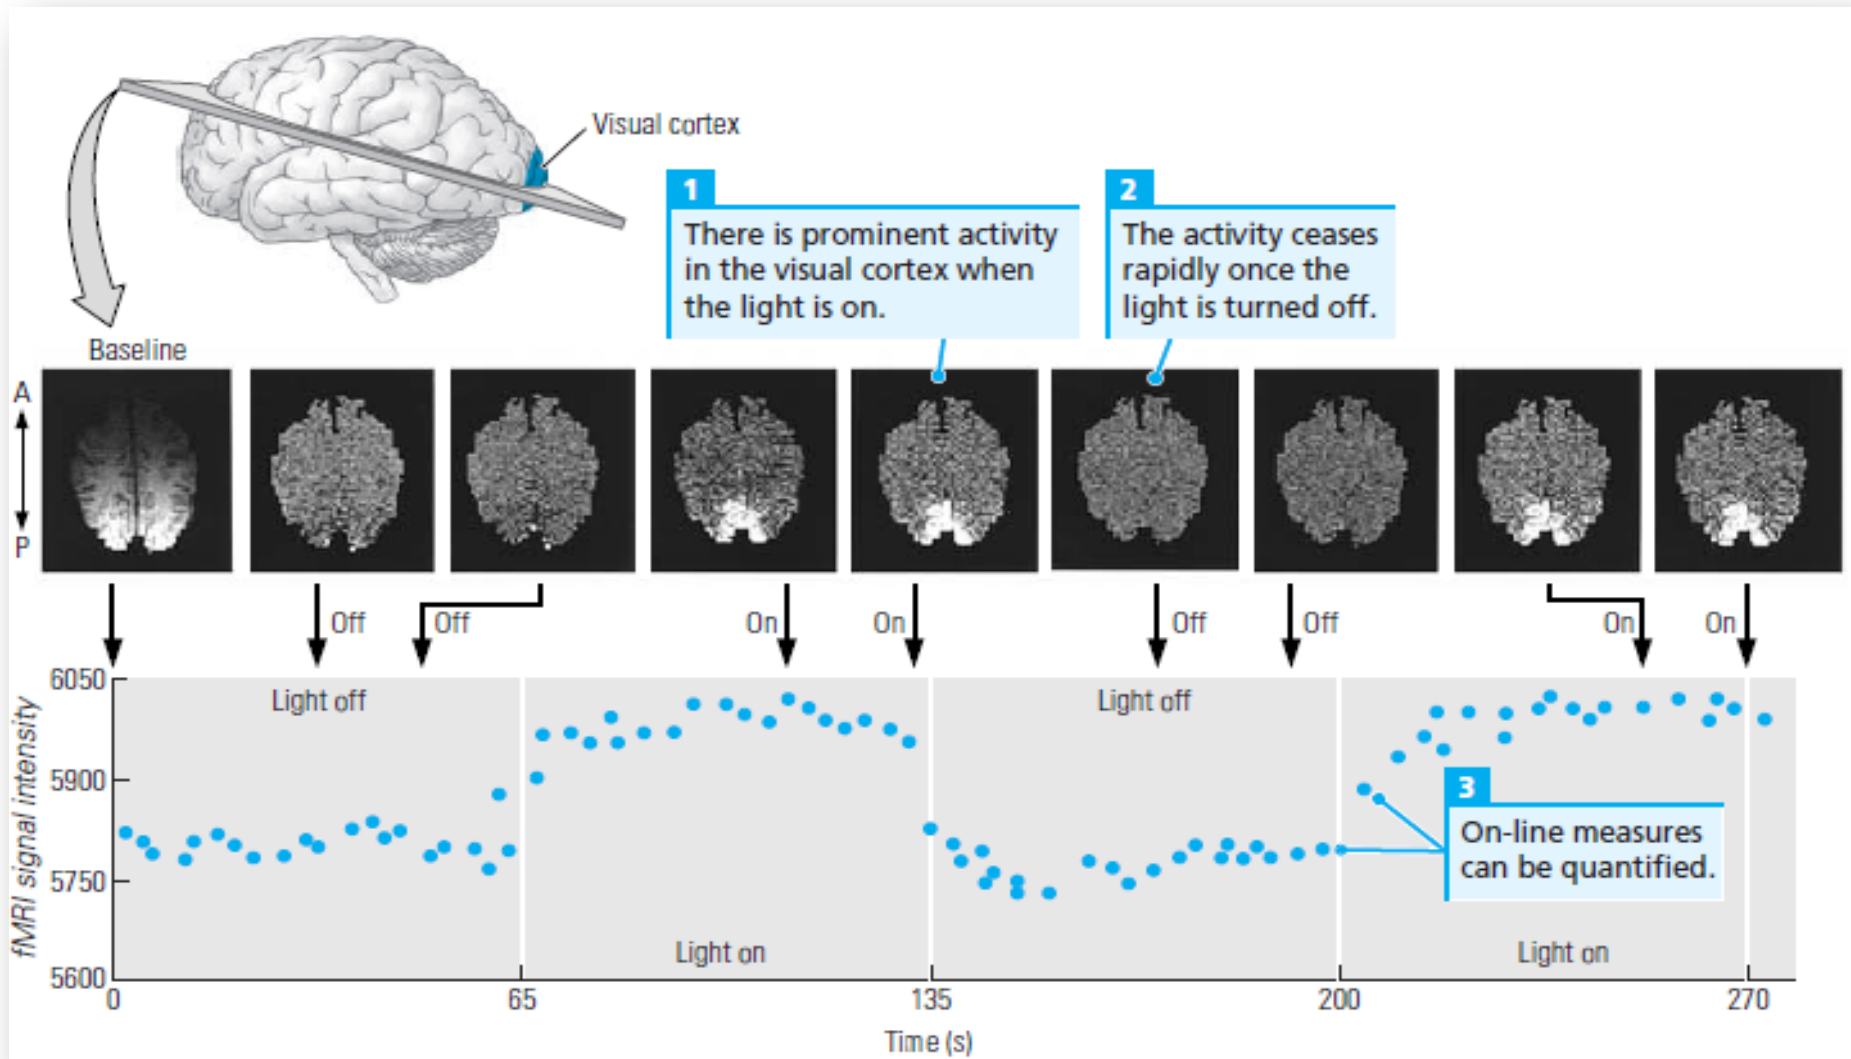 Visual cortex
1
There is prominent activity
in the visual cortex when
the light is on.
2
The activity ceases
rapidly once the
light is turned off.
Baseline
A
P
Off
Off
On
On
Off
Off
On
On
fMRI signal intensity
6050
5900
5750
5600
Light off
Light on
Light off
Light on
3
On-line measures
can be quantified.
0
65
135
200
270
Time (s)